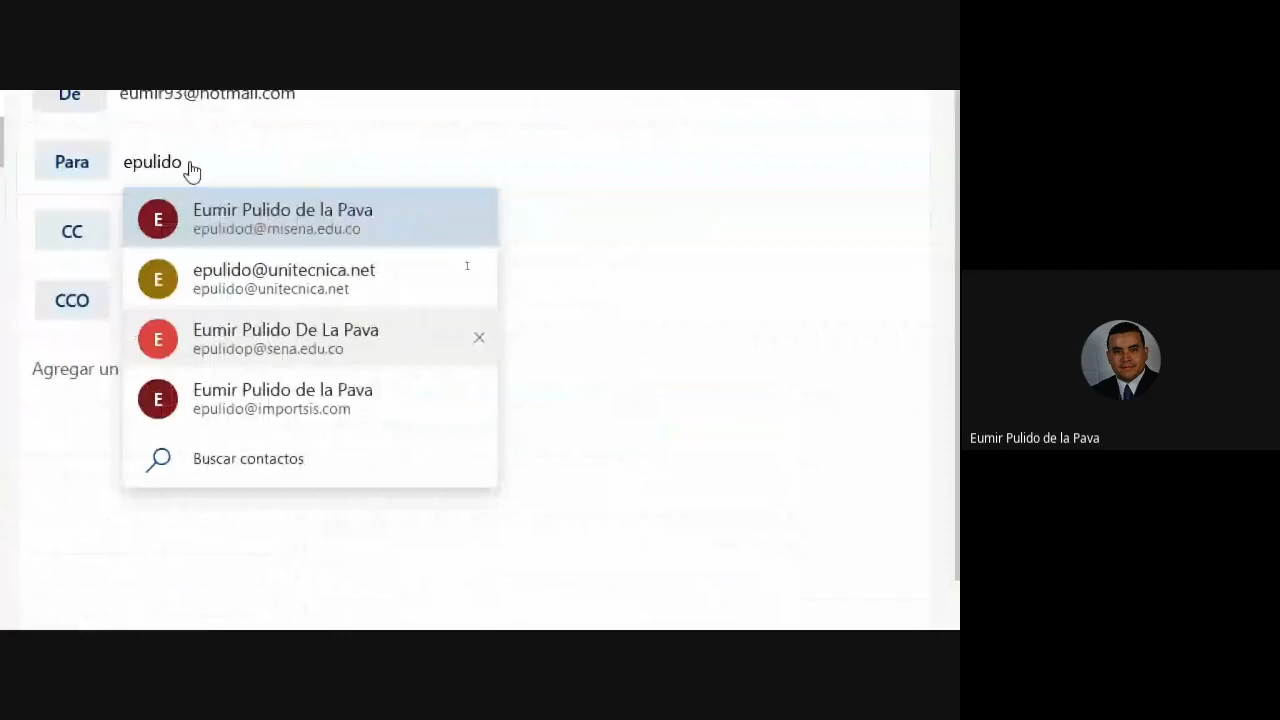 De eumir93@hotmail.com
Para epulido
E Eumir Pulido de la Pava
epulidod@misena.edu.co
CC
E epulido@unitecnica.net
epulido@unitecnica.net
CCO
E Eumir Pulido De La Pava
epulidop@sena.edu.co
Agregar un
E Eumir Pulido de la Pava
epulido@importsis.com
Buscar contactos
Eumir Pulido de la Pava